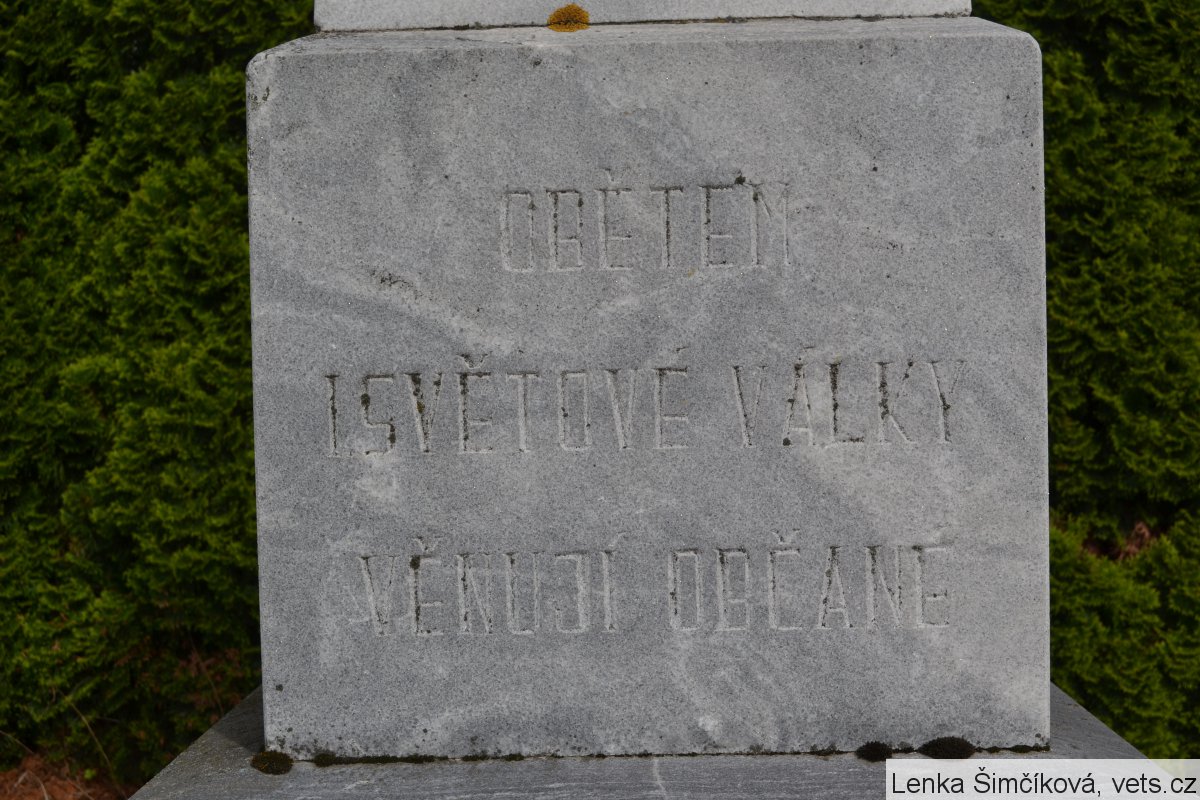 OBĚTEM
I SVĚTOVÉ VÁLKY
VĚNUJÍ OBČANÉ
Lenka Šimčíková, vets.cz